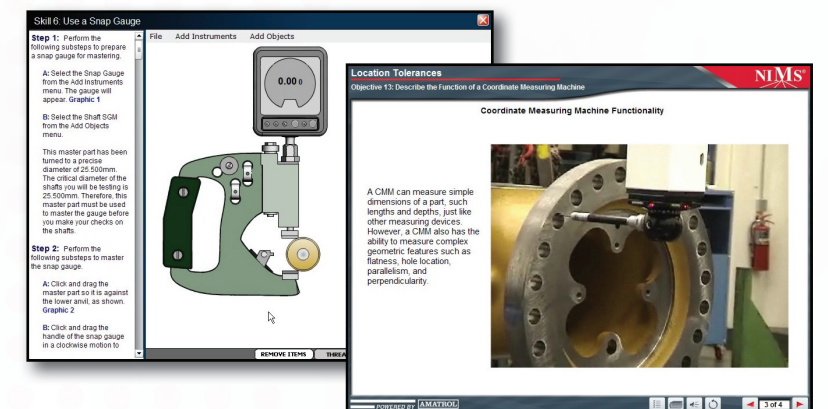 Skill 6: Use a Snap Gauge
Step 1: Perform the
following substeps to prepare
a snap gauge for mastering.
A: Select the Snap Gauge
from the Add Instruments
menu. The gauge will
appear. Graphic 1
B: Select the Shaft SGM
from the Add Objects
menu.
This master part has been
turned to a precise
diameter of 25.500mm.
The critical diameter of the
shafts you will be testing is
25.500mm. Therefore, this
master part must be used
to master the gauge before
you make your checks on
the shafts.
Step 2: Perform the
following substeps to master
the snap gauge.
A: Click and drag the
master part so it is against
the lower anvil, as shown.
Graphic 2
B: Click and drag the
handle of the snap gauge
in a clockwise motion to
File Add Instruments Add Objects
0.00 0
REMOVE ITEMS THREA
Location Tolerances
Objective 13: Describe the Function of a Coordinate Measuring Machine
NIMS®
Coordinate Measuring Machine Functionality
A CMM can measure simple
dimensions of a part, such
lengths and depths, just like
other measuring devices.
However, a CMM also has the
ability to measure complex
geometric features such as
flatness, hole location,
parallelism, and
perpendicularity.
POWERED BY AMATROL
3 of 4